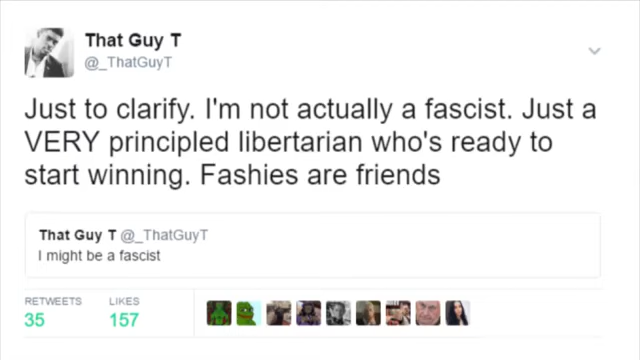 That Guy T
@_ThatGuyT
Just to clarify. I'm not actually a fascist. Just a
VERY principled libertarian who's ready to
start winning. Fashies are friends
That Guy T @_ThatGuyT
I might be a fascist
RETWEETS LIKES
35 157